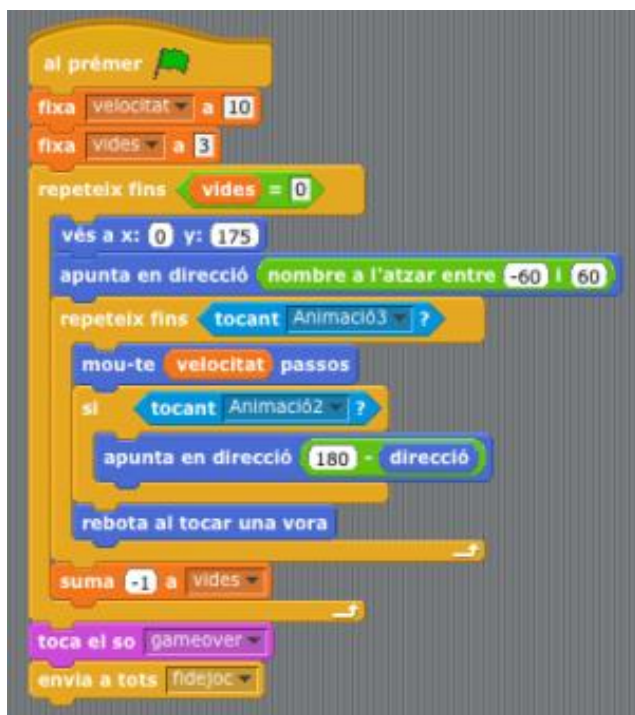 al prémer
fixa velocitat a 10
fixa vides a 3
repeteix fins vides = 0
vés a x: 0 y: 175
apunta en direcció nombre a l'atzar entre -60 i 60
repeteix fins tocant Animació3 ?
mou-te velocitat passos
si tocant Animació2 ?
apunta en direcció 180 - direcció
rebota al tocar una vora
suma -1 a vides
toca el so gameover
envia a tots fidejoc